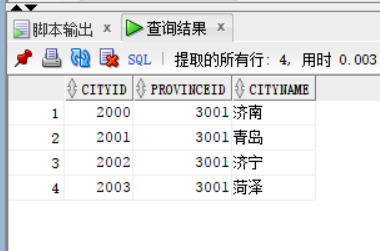 脚本输出 × 查询结果 ×
SQL | 提取的所有行: 4, 用时 0.003
CITYID PROVINCEID CITYNAME
1 2000 3001 济南
2 2001 3001 青岛
3 2002 3001 济宁
4 2003 3001 菏泽